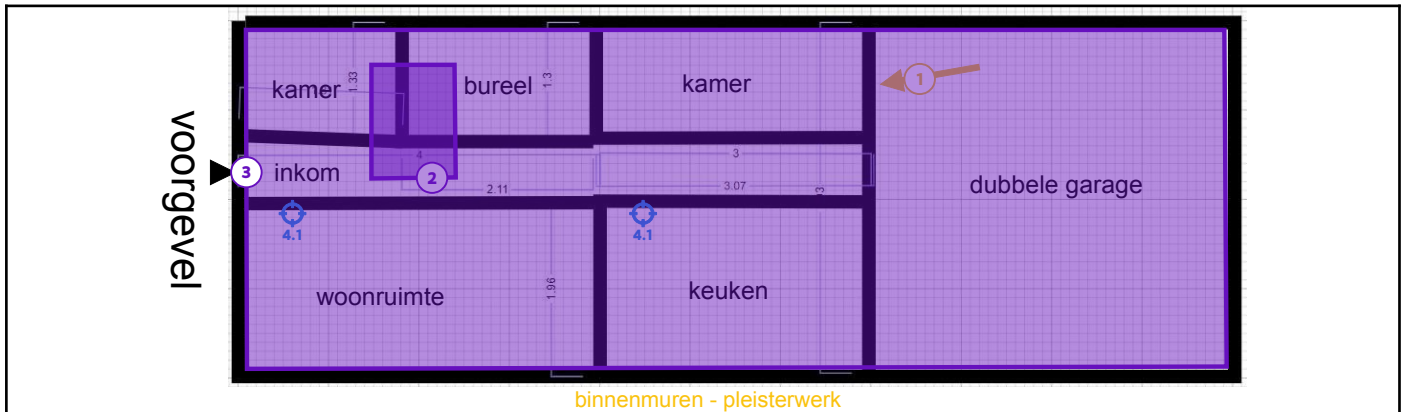 kamer
1.33
bureel
1.3
kamer
1
voorgevel
3
inkom
4
2
2.11
3
3.07
dubbele garage
4.1
4.1
woonruimte
1.96
keuken
binnenmuren - pleisterwerk